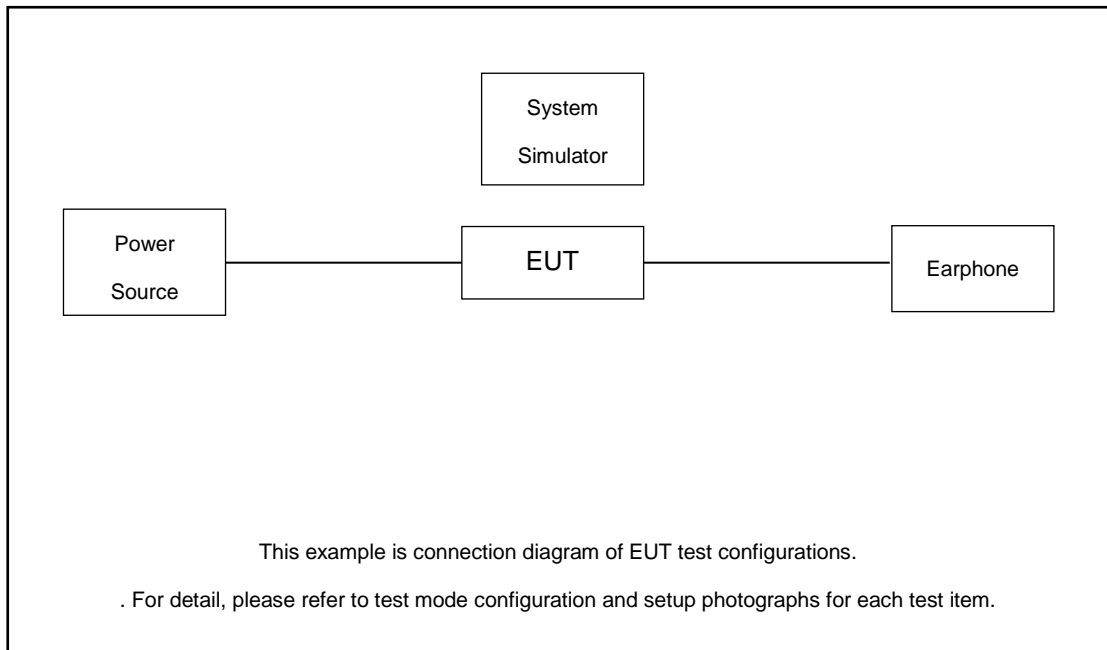 System
Simulator
Power
Source
EUT
Earphone
This example is connection diagram of EUT test configurations.
. For detail, please refer to test mode configuration and setup photographs for each test item.